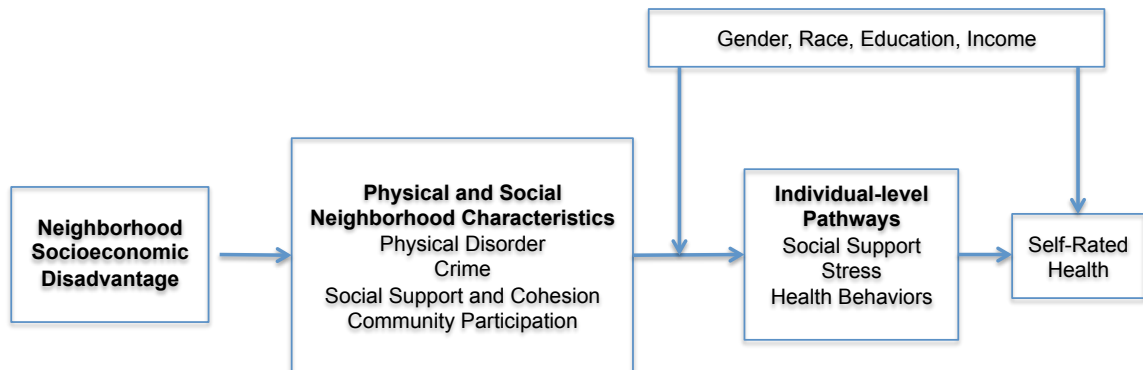 Gender, Race, Education, Income
Neighborhood
Socioeconomic
Disadvantage
Physical and Social
Neighborhood Characteristics
Physical Disorder
Crime
Social Support and Cohesion
Community Participation
Individual-level
Pathways
Social Support
Stress
Health Behaviors
Self-Rated
Health